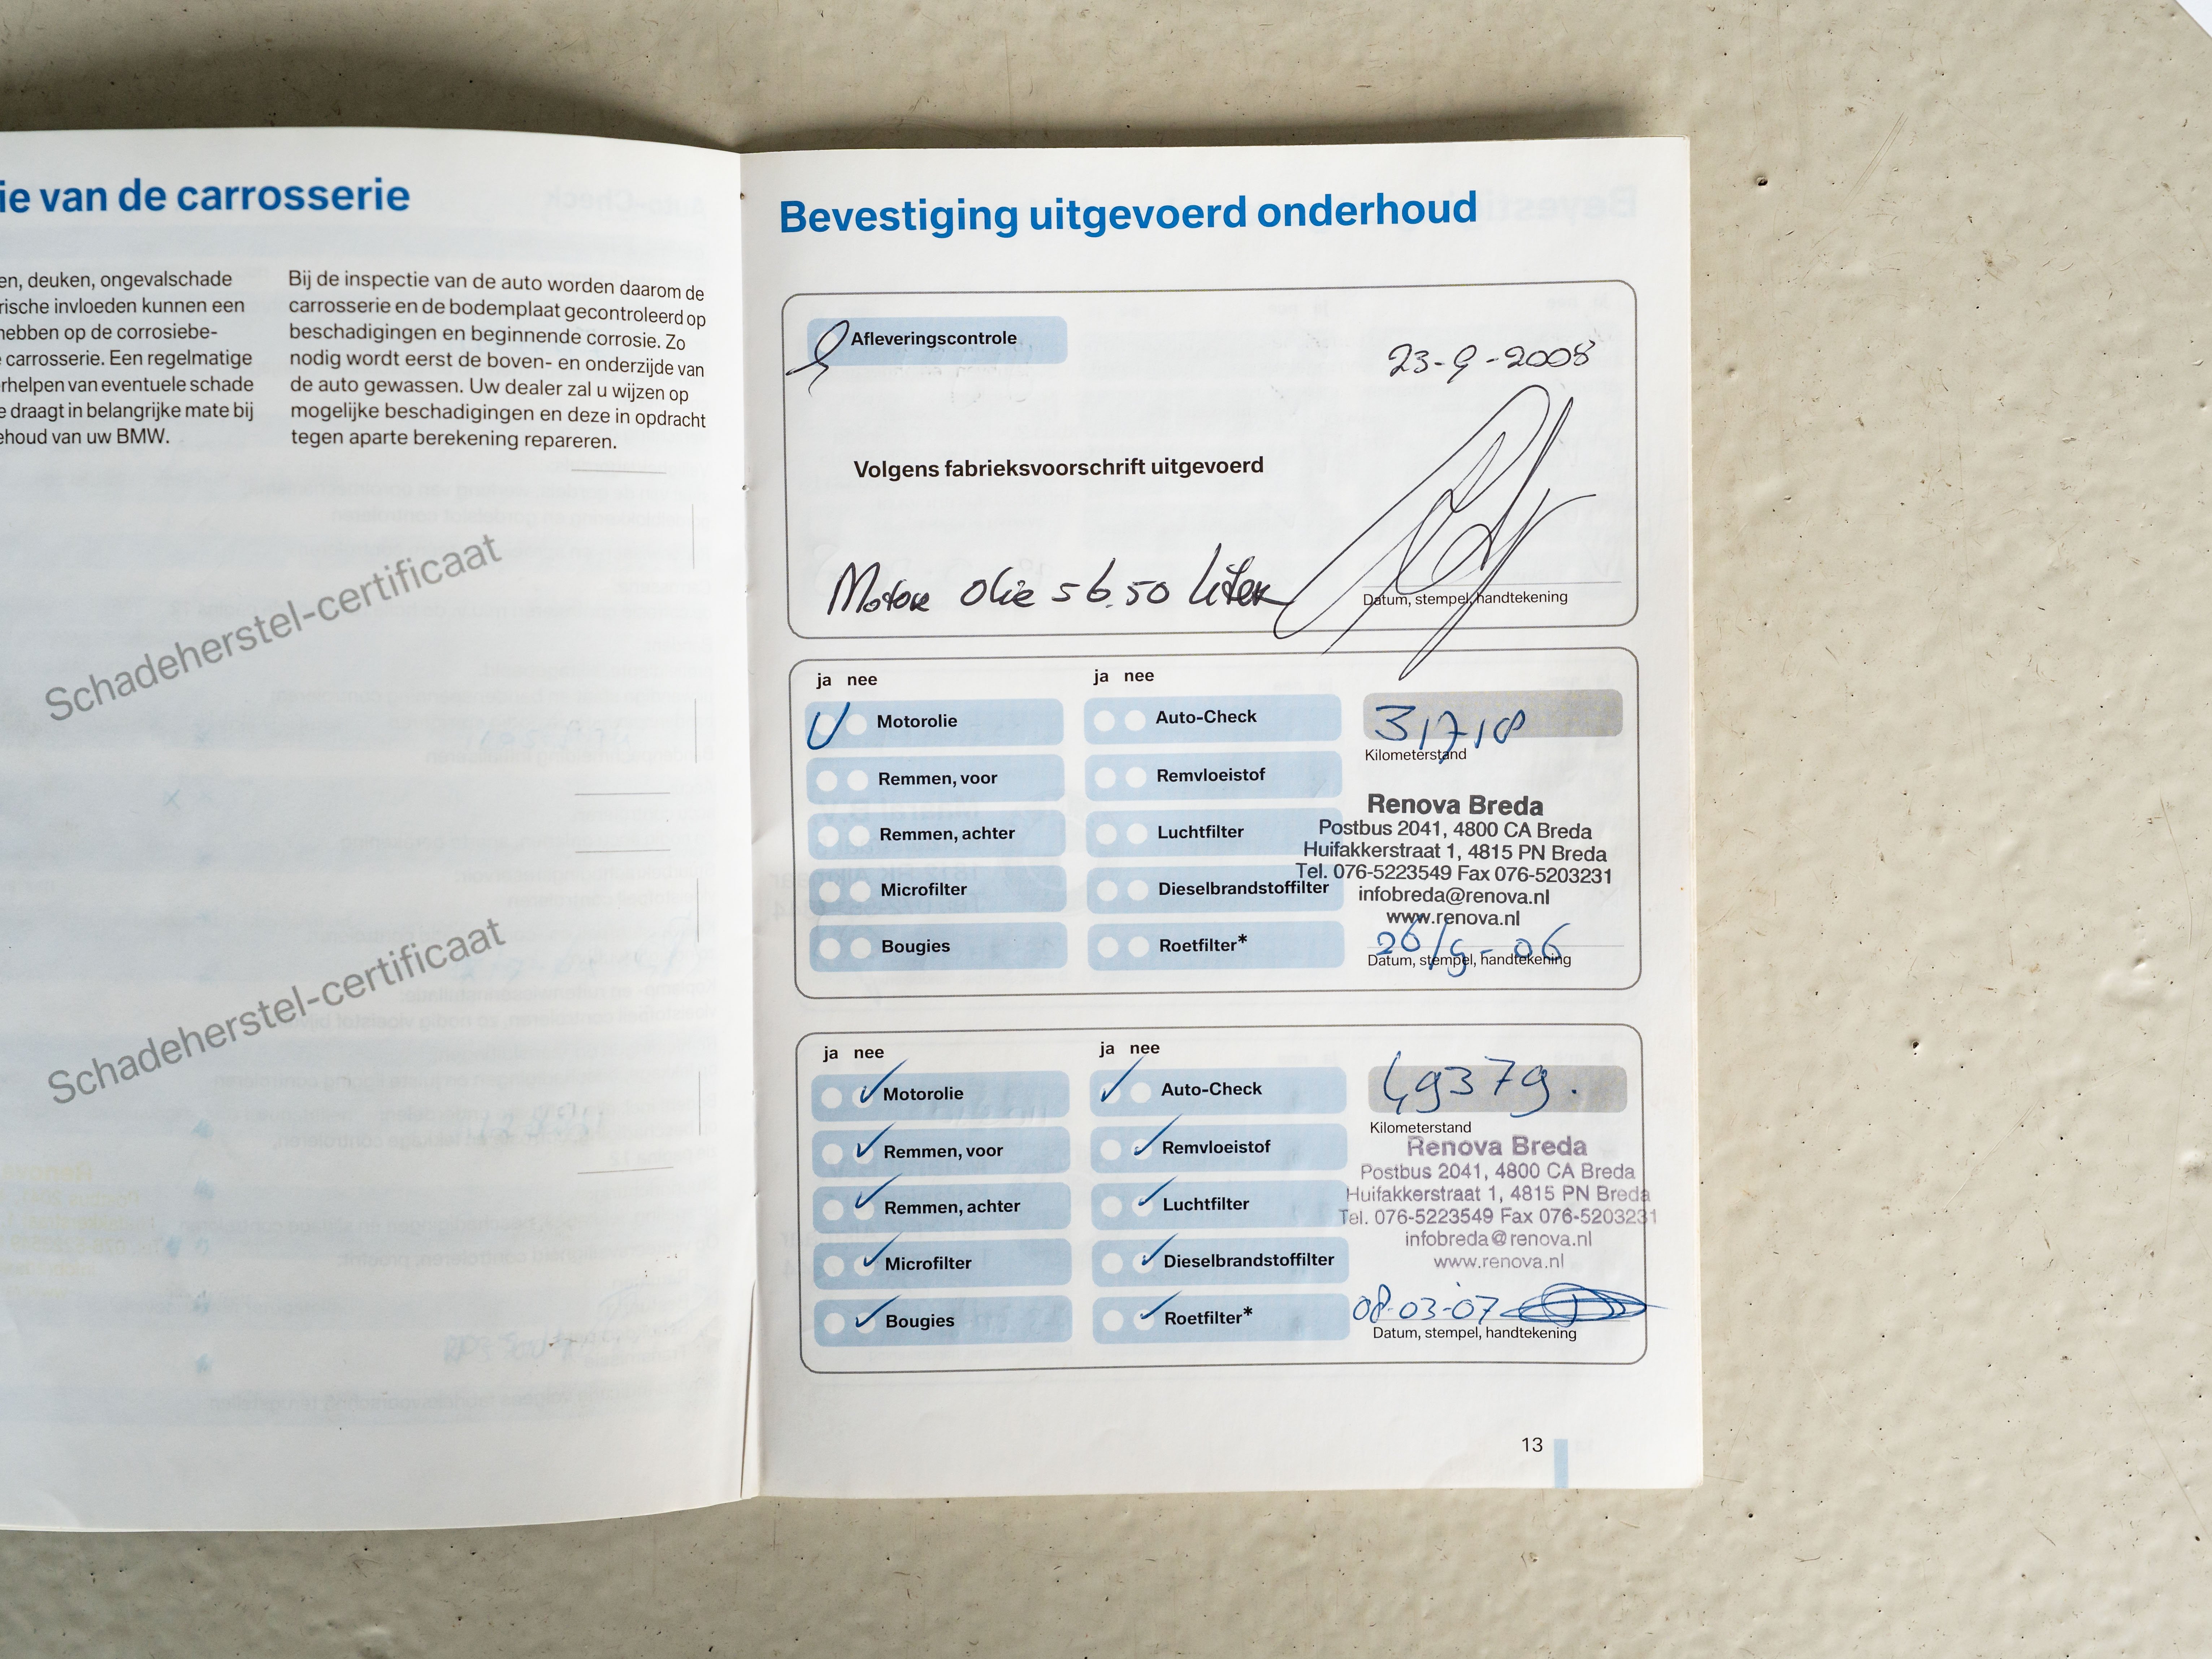 ie van de carrosserie
en, deuken, ongevalschade
rische invloeden kunnen een
hebben op de corrosiebe-
carrosserie. Een regelmatige
rhelpen van eventuele schade
e draagt in belangrijke mate bij
ehoud van uw BMW.
Bij de inspectie van de auto worden daarom de
carrosserie en de bodemplaat gecontroleerd op
beschadigingen en beginnende corrosie. Zo
nodig wordt eerst de boven- en onderzijde van
de auto gewassen. Uw dealer zal u wijzen op
mogelijke beschadigingen en deze in opdracht
tegen aparte berekening repareren.
Schadeherstel-certificaat
Schadeherstel-certificaat
Bevestiging uitgevoerd onderhoud
Afleveringscontrole
23-9-2005
Volgens fabrieksvoorschrift uitgevoerd
Motor Olie 5 6.50 liter
Datum, stempel, handtekening
ja nee
Motorolie
Remmen, voor
Remmen, achter
Microfilter
Bougies
ja nee
Auto-Check
Remvloeistof
Luchtfilter
Dieselbrandstoffilter
Roetfilter*
31718
Kilometerstand
Renova Breda
Postbus 2041, 4800 CA Breda
Huifakkerstraat 1, 4815 PN Breda
Tel. 076-5223549 Fax 076-5203231
infobreda@renova.nl
www.renova.nl
26/9-06
Datum, stempel, handtekening
ja nee
Motorolie
Remmen, voor
Remmen, achter
Microfilter
Bougies
ja nee
Auto-Check
Remvloeistof
Luchtfilter
Dieselbrandstoffilter
Roetfilter*
49379.
Kilometerstand
Renova Breda
Postbus 2041, 4800 CA Breda
Huifakkerstraat 1, 4815 PN Breda
Tel. 076-5223549 Fax 076-5203231
infobreda@renova.nl
www.renova.nl
08-03-07
Datum, stempel, handtekening
13